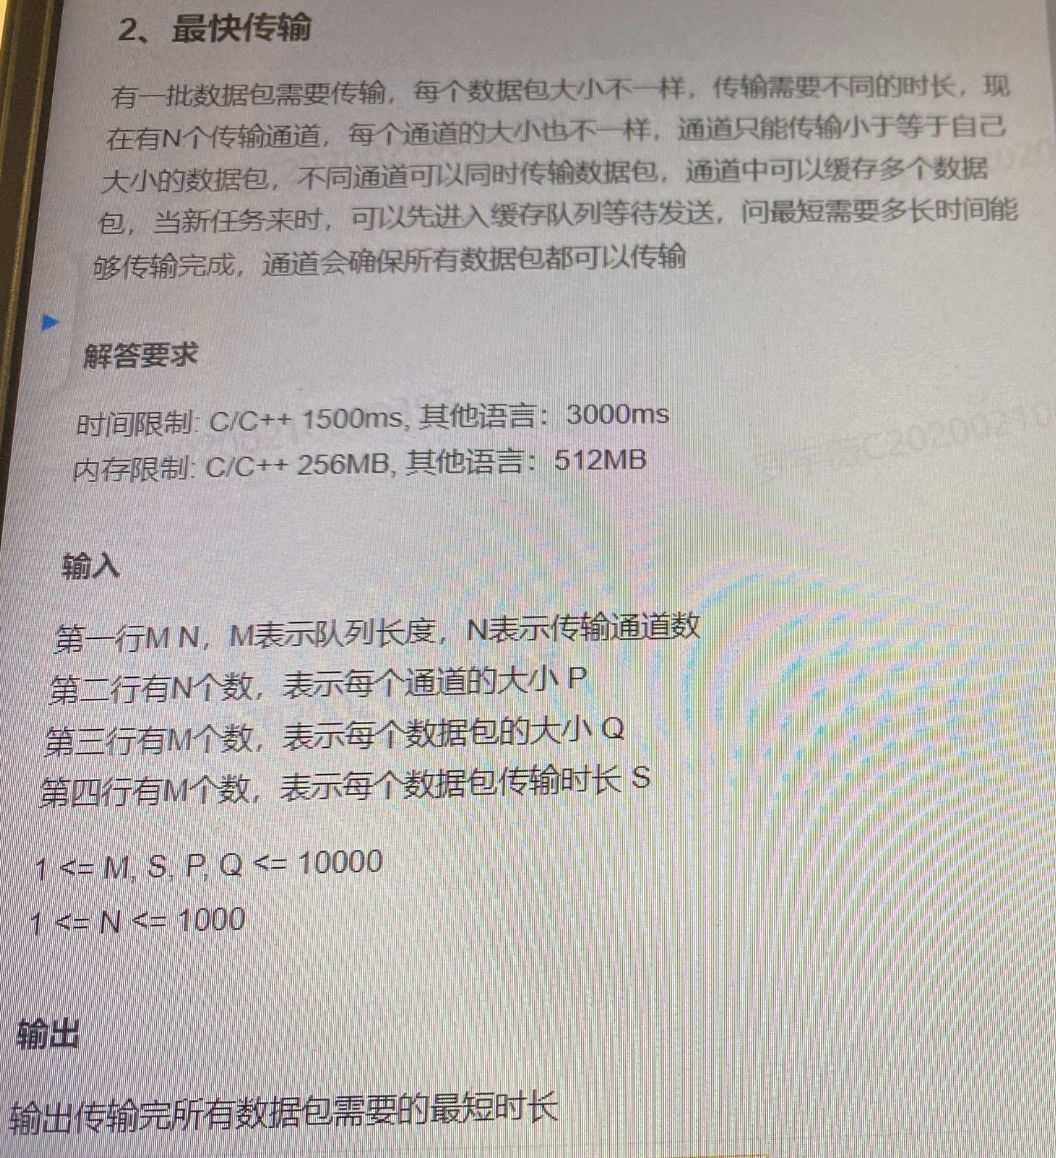 2、最快传输
有一批数据包需要传输，每个数据包大小不一样，传输需要不同的时长，现
在有N个传输通道，每个通道的大小也不一样，通道只能传输小于等于自己
大小的数据包，不同通道可以同时传输数据包，通道中可以缓存多个数据
包，当新任务来时，可以先进入缓存队列等待发送，问最短需要多长时间能
够传输完成，通道会确保所有数据包都可以传输
解答要求
时间限制: C/C++ 1500ms, 其他语言：3000ms
内存限制: C/C++ 256MB, 其他语言：512MB
输入
第一行M N，M表示队列长度，N表示传输通道数
第二行有N个数，表示每个通道的大小 P
第三行有M个数，表示每个数据包的大小 Q
第四行有M个数，表示每个数据包传输时长 S
1 <= M, S, P, Q <= 10000
1 <= N <= 1000
输出
输出传输完所有数据包需要的最短时长